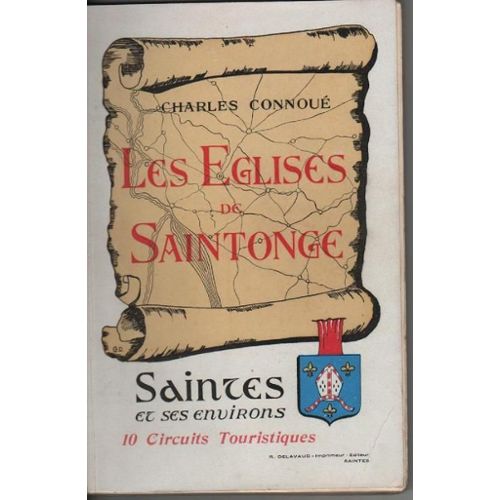 CHARLES CONNOUÉ
LES EGLISES
DE
SAINTONGE
G.D
Saintes
et ses environs
10 Circuits Touristiques
R. DELAVAUD - Imprimeur - Editeur
SAINTES